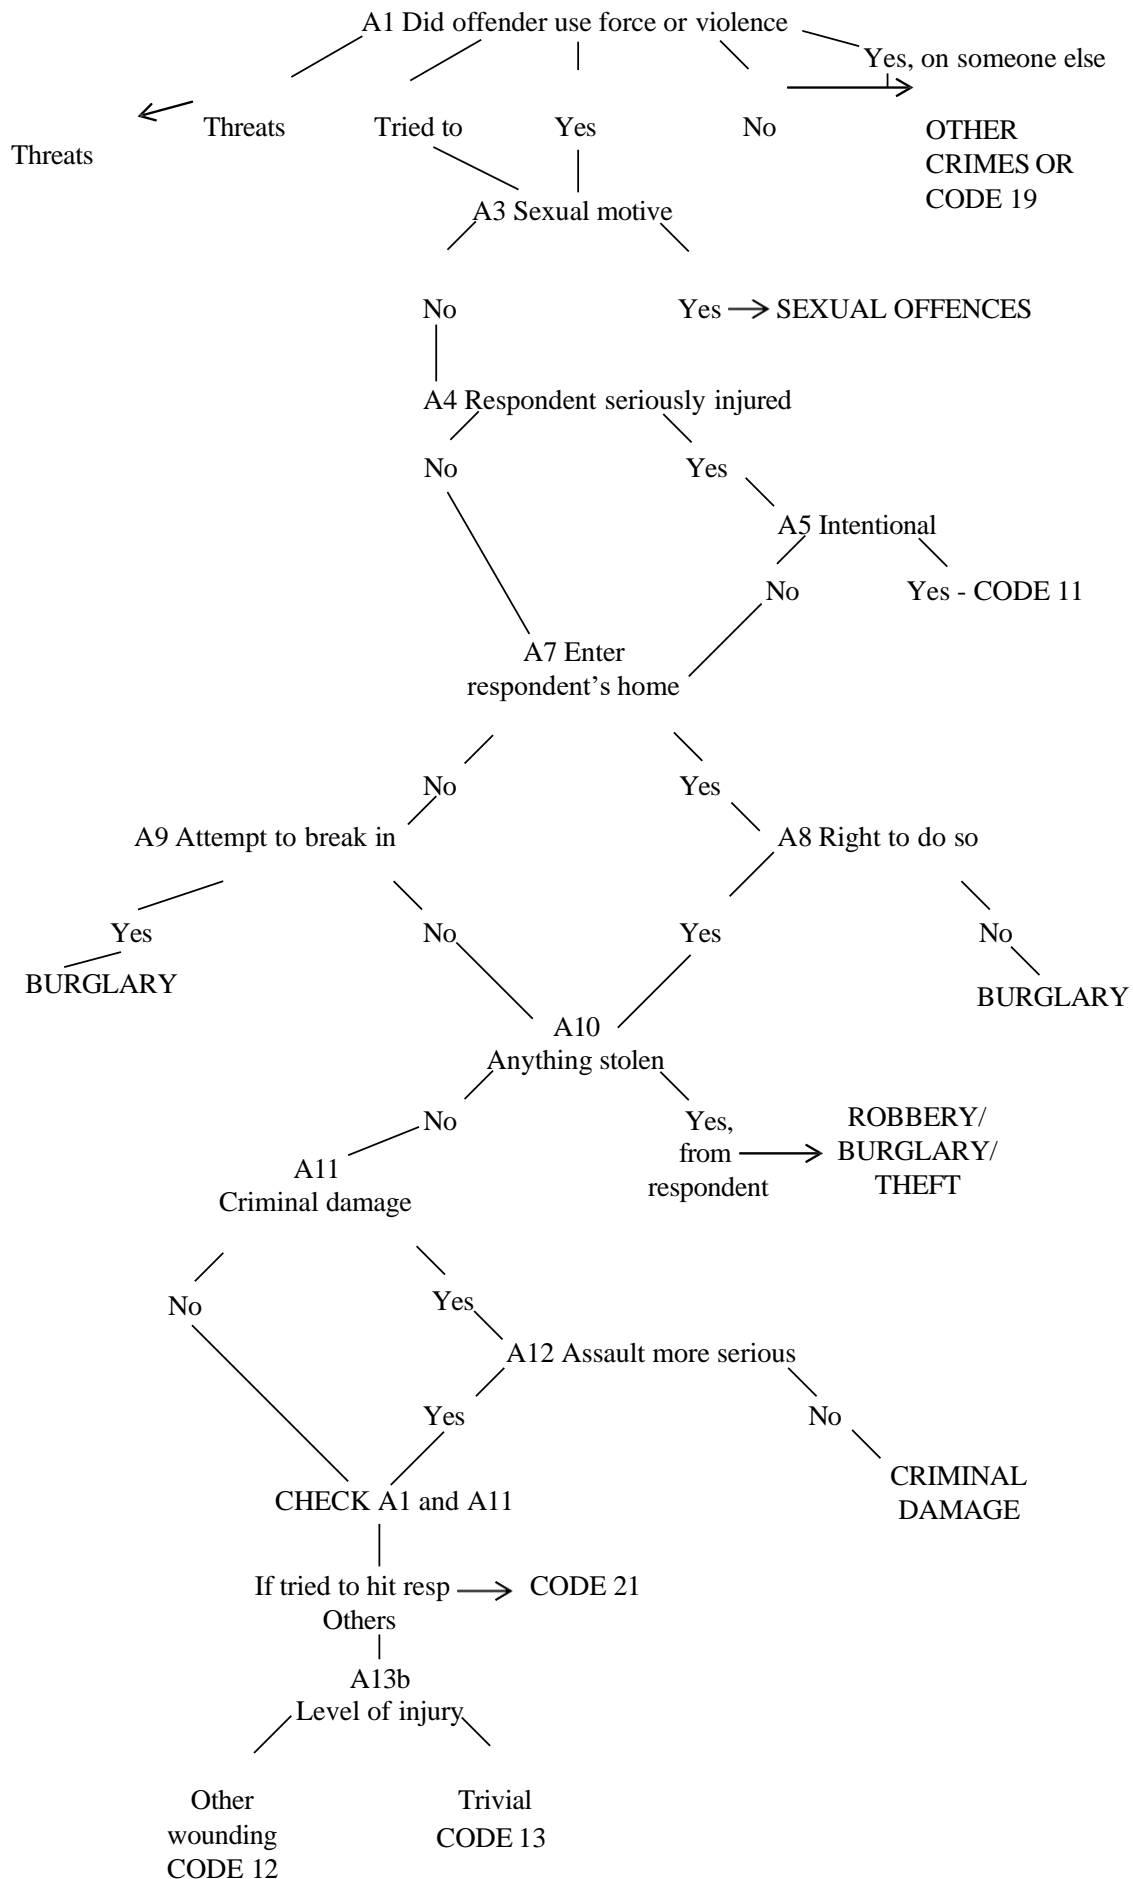 A1 Did offender use force or violence
Yes, on someone else
Threats
Threats
Tried to
Yes
No
OTHER
CRIMES OR
CODE 19
A3 Sexual motive
No
Yes
SEXUAL OFFENCES
A4 Respondent seriously injured
No
Yes
A5 Intentional
No
Yes - CODE 11
A7 Enter
respondent’s home
No
Yes
A9 Attempt to break in
A8 Right to do so
Yes
No
Yes
No
BURGLARY
BURGLARY
A10
Anything stolen
No
Yes,
from
respondent
ROBBERY/
BURGLARY/
THEFT
A11
Criminal damage
No
Yes
A12 Assault more serious
Yes
No
CRIMINAL
DAMAGE
CHECK A1 and A11
If tried to hit resp
CODE 21
Others
A13b
Level of injury
Other
wounding
CODE 12
Trivial
CODE 13